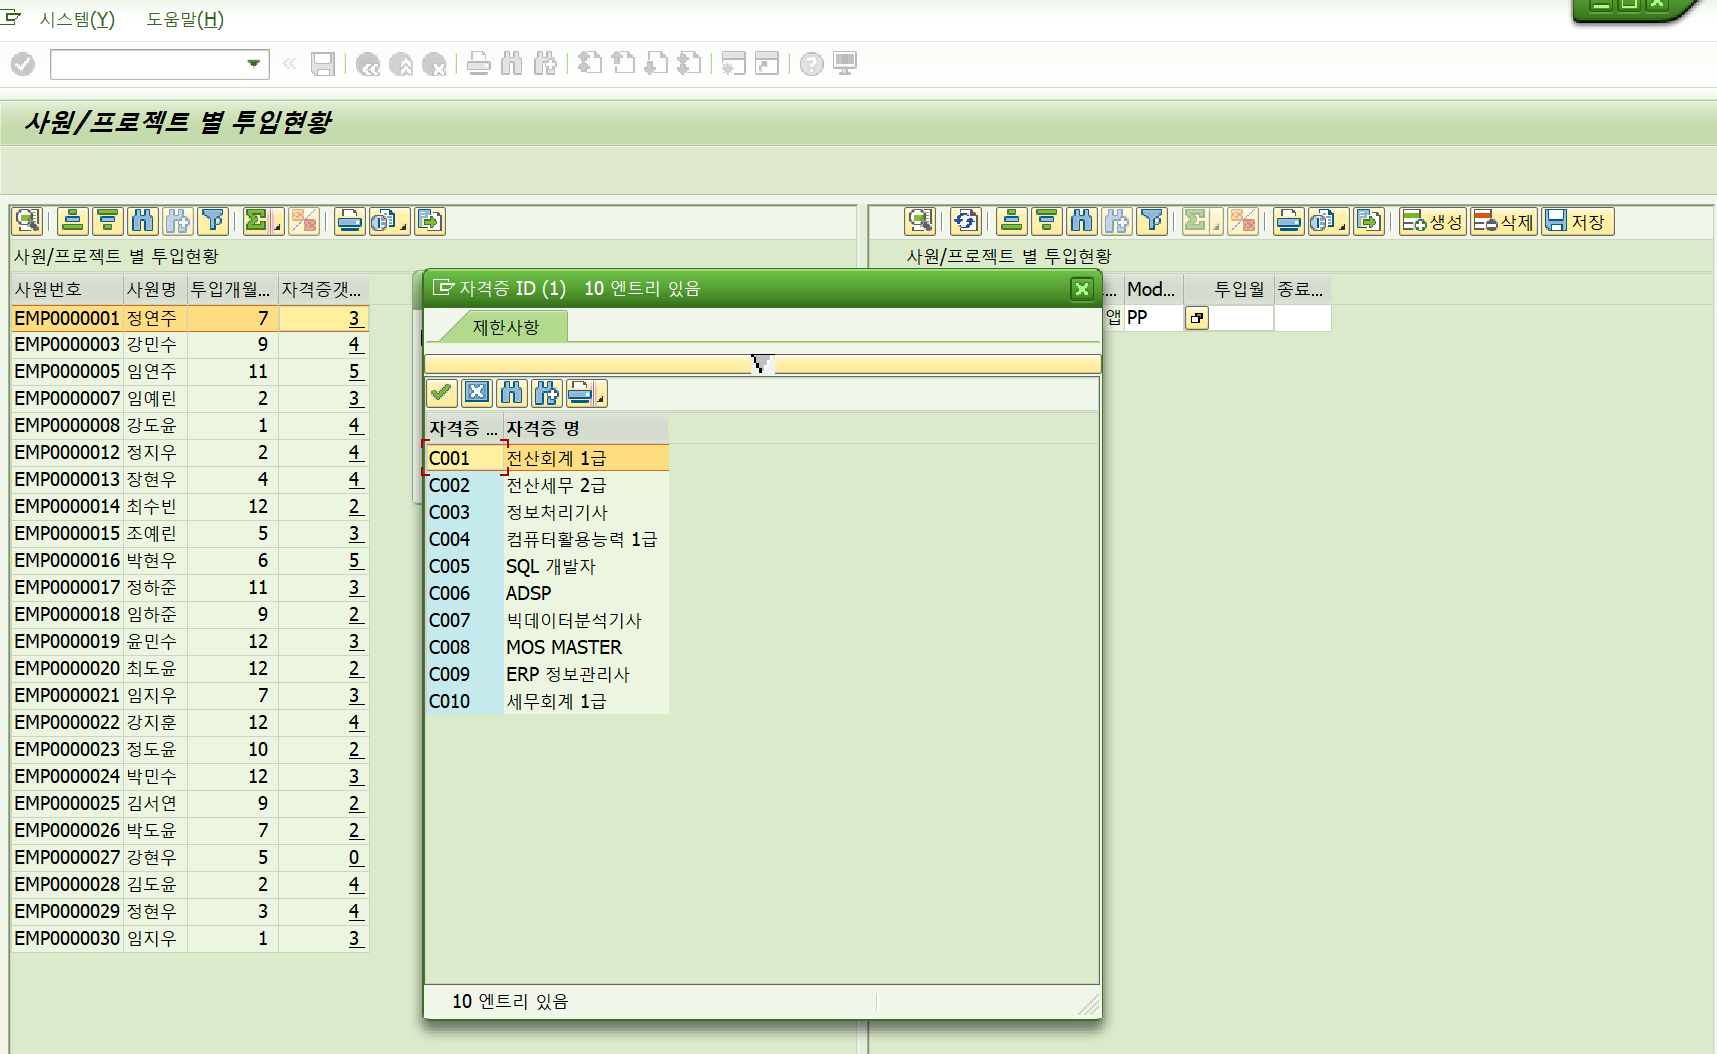 시스템(Y) 도움말(H)
사원/프로젝트 별 투입현황
생성 삭제 저장
사원/프로젝트 별 투입현황
사원번호 사원명 투입개월... 자격증갯...
EMP0000001 정연주 7 3
EMP0000003 강민수 9 4
EMP0000005 임연주 11 5
EMP0000007 임예린 2 3
EMP0000008 강도윤 1 4
EMP0000012 정지우 2 4
EMP0000013 장현우 4 4
EMP0000014 최수빈 12 2
EMP0000015 조예린 5 3
EMP0000016 박현우 6 5
EMP0000017 정하준 11 3
EMP0000018 임하준 9 2
EMP0000019 윤민수 12 3
EMP0000020 최도윤 12 2
EMP0000021 임지우 7 3
EMP0000022 강지훈 12 4
EMP0000023 정도윤 10 2
EMP0000024 박민수 12 3
EMP0000025 김서연 9 2
EMP0000026 박도윤 7 2
EMP0000027 강현우 5 0
EMP0000028 김도윤 2 4
EMP0000029 정현우 3 4
EMP0000030 임지우 1 3
사원/프로젝트 별 투입현황
... Mod... 투입월 종료...
앱 PP
자격증 ID (1) 10 엔트리 있음
제한사항
자격증 ... 자격증 명
C001 전산회계 1급
C002 전산세무 2급
C003 정보처리기사
C004 컴퓨터활용능력 1급
C005 SQL 개발자
C006 ADSP
C007 빅데이터분석기사
C008 MOS MASTER
C009 ERP 정보관리사
C010 세무회계 1급
10 엔트리 있음